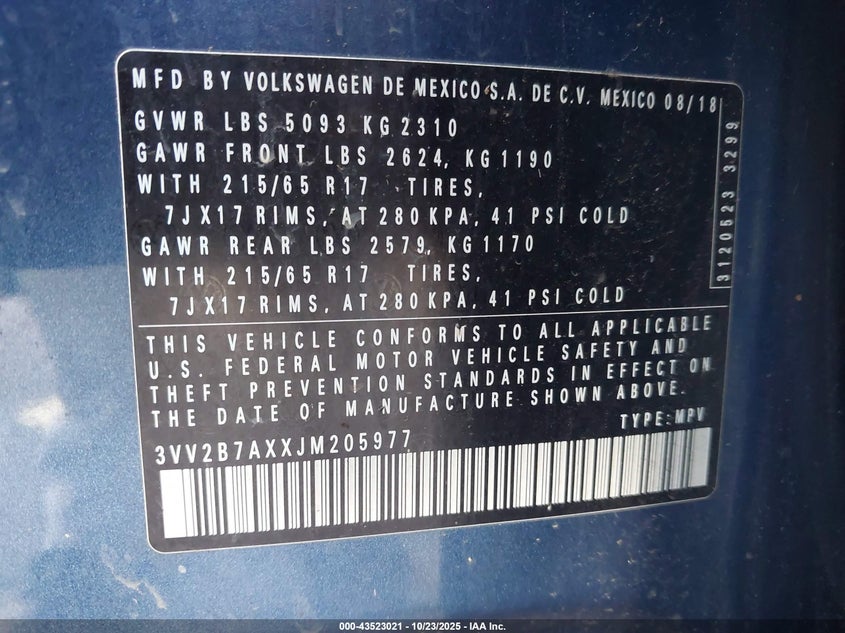 MFD BY VOLKSWAGEN DE MEXICO S.A. DE C.V. MEXICO 08/18
GVWR LBS 5093 KG 2310
GAWR FRONT LBS 2624, KG 1190
WITH 215/65 R17 TIRES,
7JX17 RIMS, AT 280 KPA, 41 PSI COLD
GAWR REAR LBS 2579, KG 1170
WITH 215/65 R17 TIRES,
7JX17 RIMS, AT 280 KPA, 41 PSI COLD
3120523 3299
THIS VEHICLE CONFORMS TO ALL APPLICABLE
U.S. FEDERAL MOTOR VEHICLE SAFETY AND
THEFT PREVENTION STANDARDS IN EFFECT ON
THE DATE OF MANUFACTURE SHOWN ABOVE.
TYPE: MPV
3VV2B7AXXJM205977
000-43523021 - 10/23/2025 - IAA Inc.